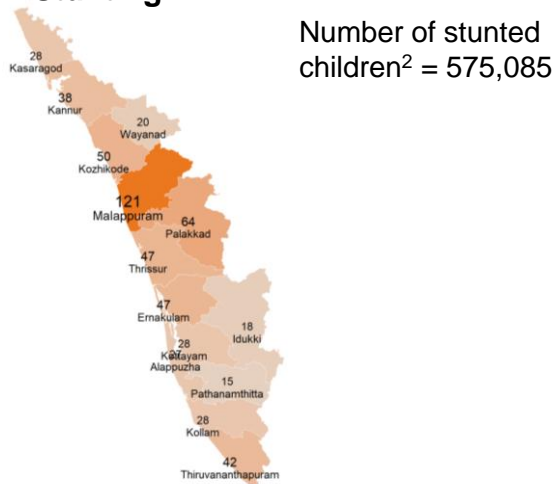 Number of stunted
children² = 575,085
28
Kasaragod
38
Kannur
20
Wayanad
50
Kozhikode
121
Malappuram
64
Palakkad
47
Thrissur
47
Ernakulam
18
Idukki
28
Kottayam
Alappuzha
15
Pathanamthitta
28
Kollam
42
Thiruvananthapuram